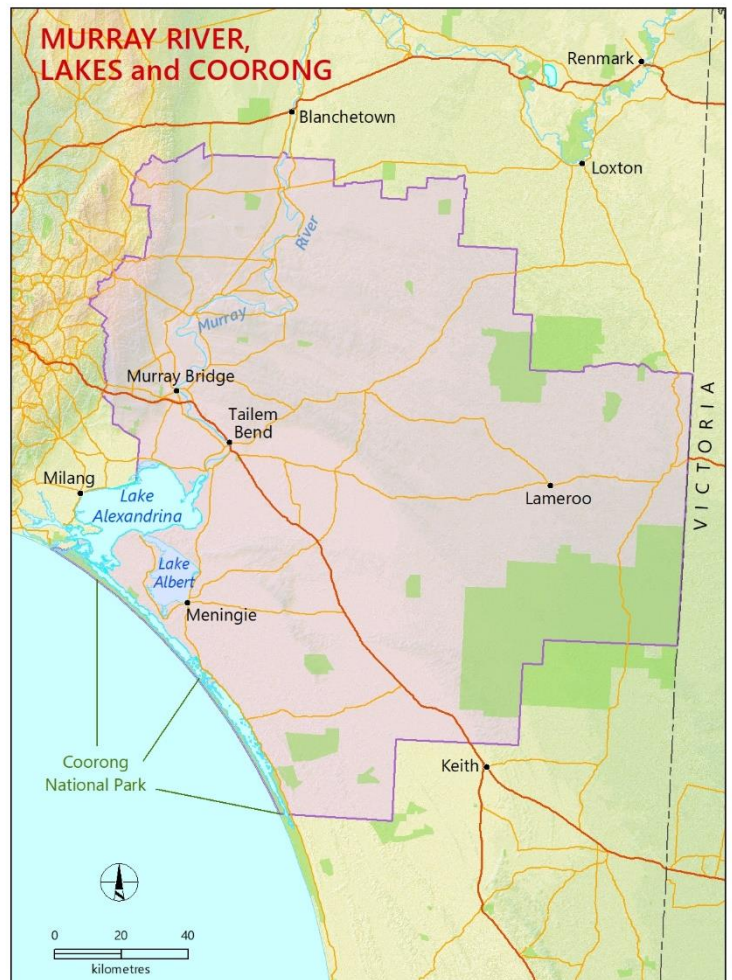 MURRAY RIVER,
LAKES and COORONG
Renmark
Blanchetown
Loxton
River
Murray
Murray Bridge
Tailem
Bend
VICTORIA
Milang
Lake
Alexandrina
Lameroo
Lake
Albert
Meningie
Coorong
National Park
Keith
0 20 40
kilometres